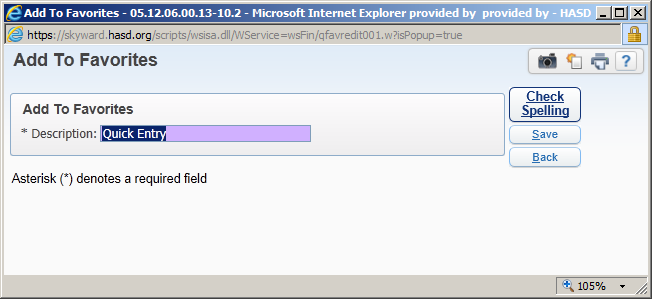 Add To Favorites - 05.12.06.00.13-10.2 - Microsoft Internet Explorer provided by provided by - HASD
https://skyward.hasd.org/scripts/wsisa.dll/WService=wsFin/qfavredit001.w?isPopup=true
Add To Favorites
?
Add To Favorites
* Description: Quick Entry
Check
Spelling
Save
Back
Asterisk (*) denotes a required field
105%